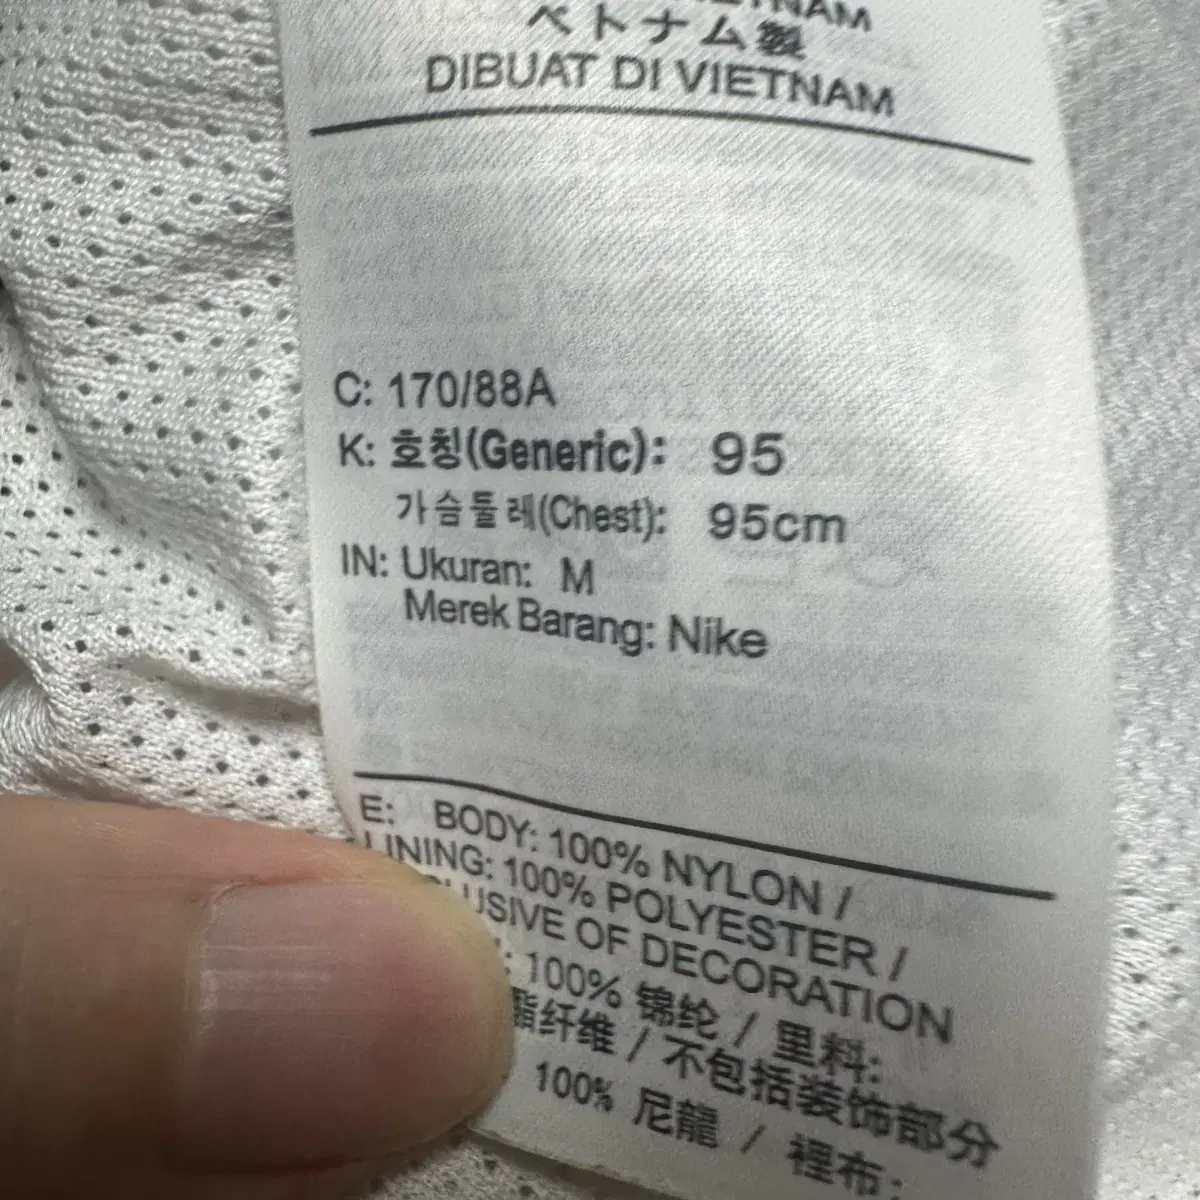 ベトナム製
DIBUAT DI VIETNAM
C: 170/88A
K: 호칭(Generic): 95
가슴둘레(Chest): 95cm
IN: Ukuran: M
Merek Barang: Nike
E: BODY: 100% NYLON /
LINING: 100% POLYESTER /
OF DECORATION
: 100% 锦纶 / 里料:
纤维 / 不包括装饰部分
100% 尼龍 / 裡布: